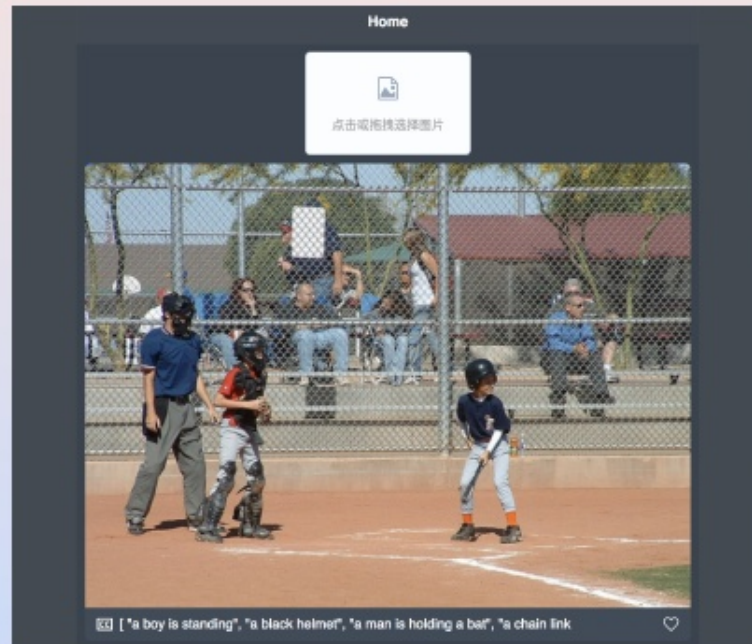 Home
点击或拖拽选择图片
[ "a boy is standing", "a black helmet", "a man is holding a bat", "a chain link